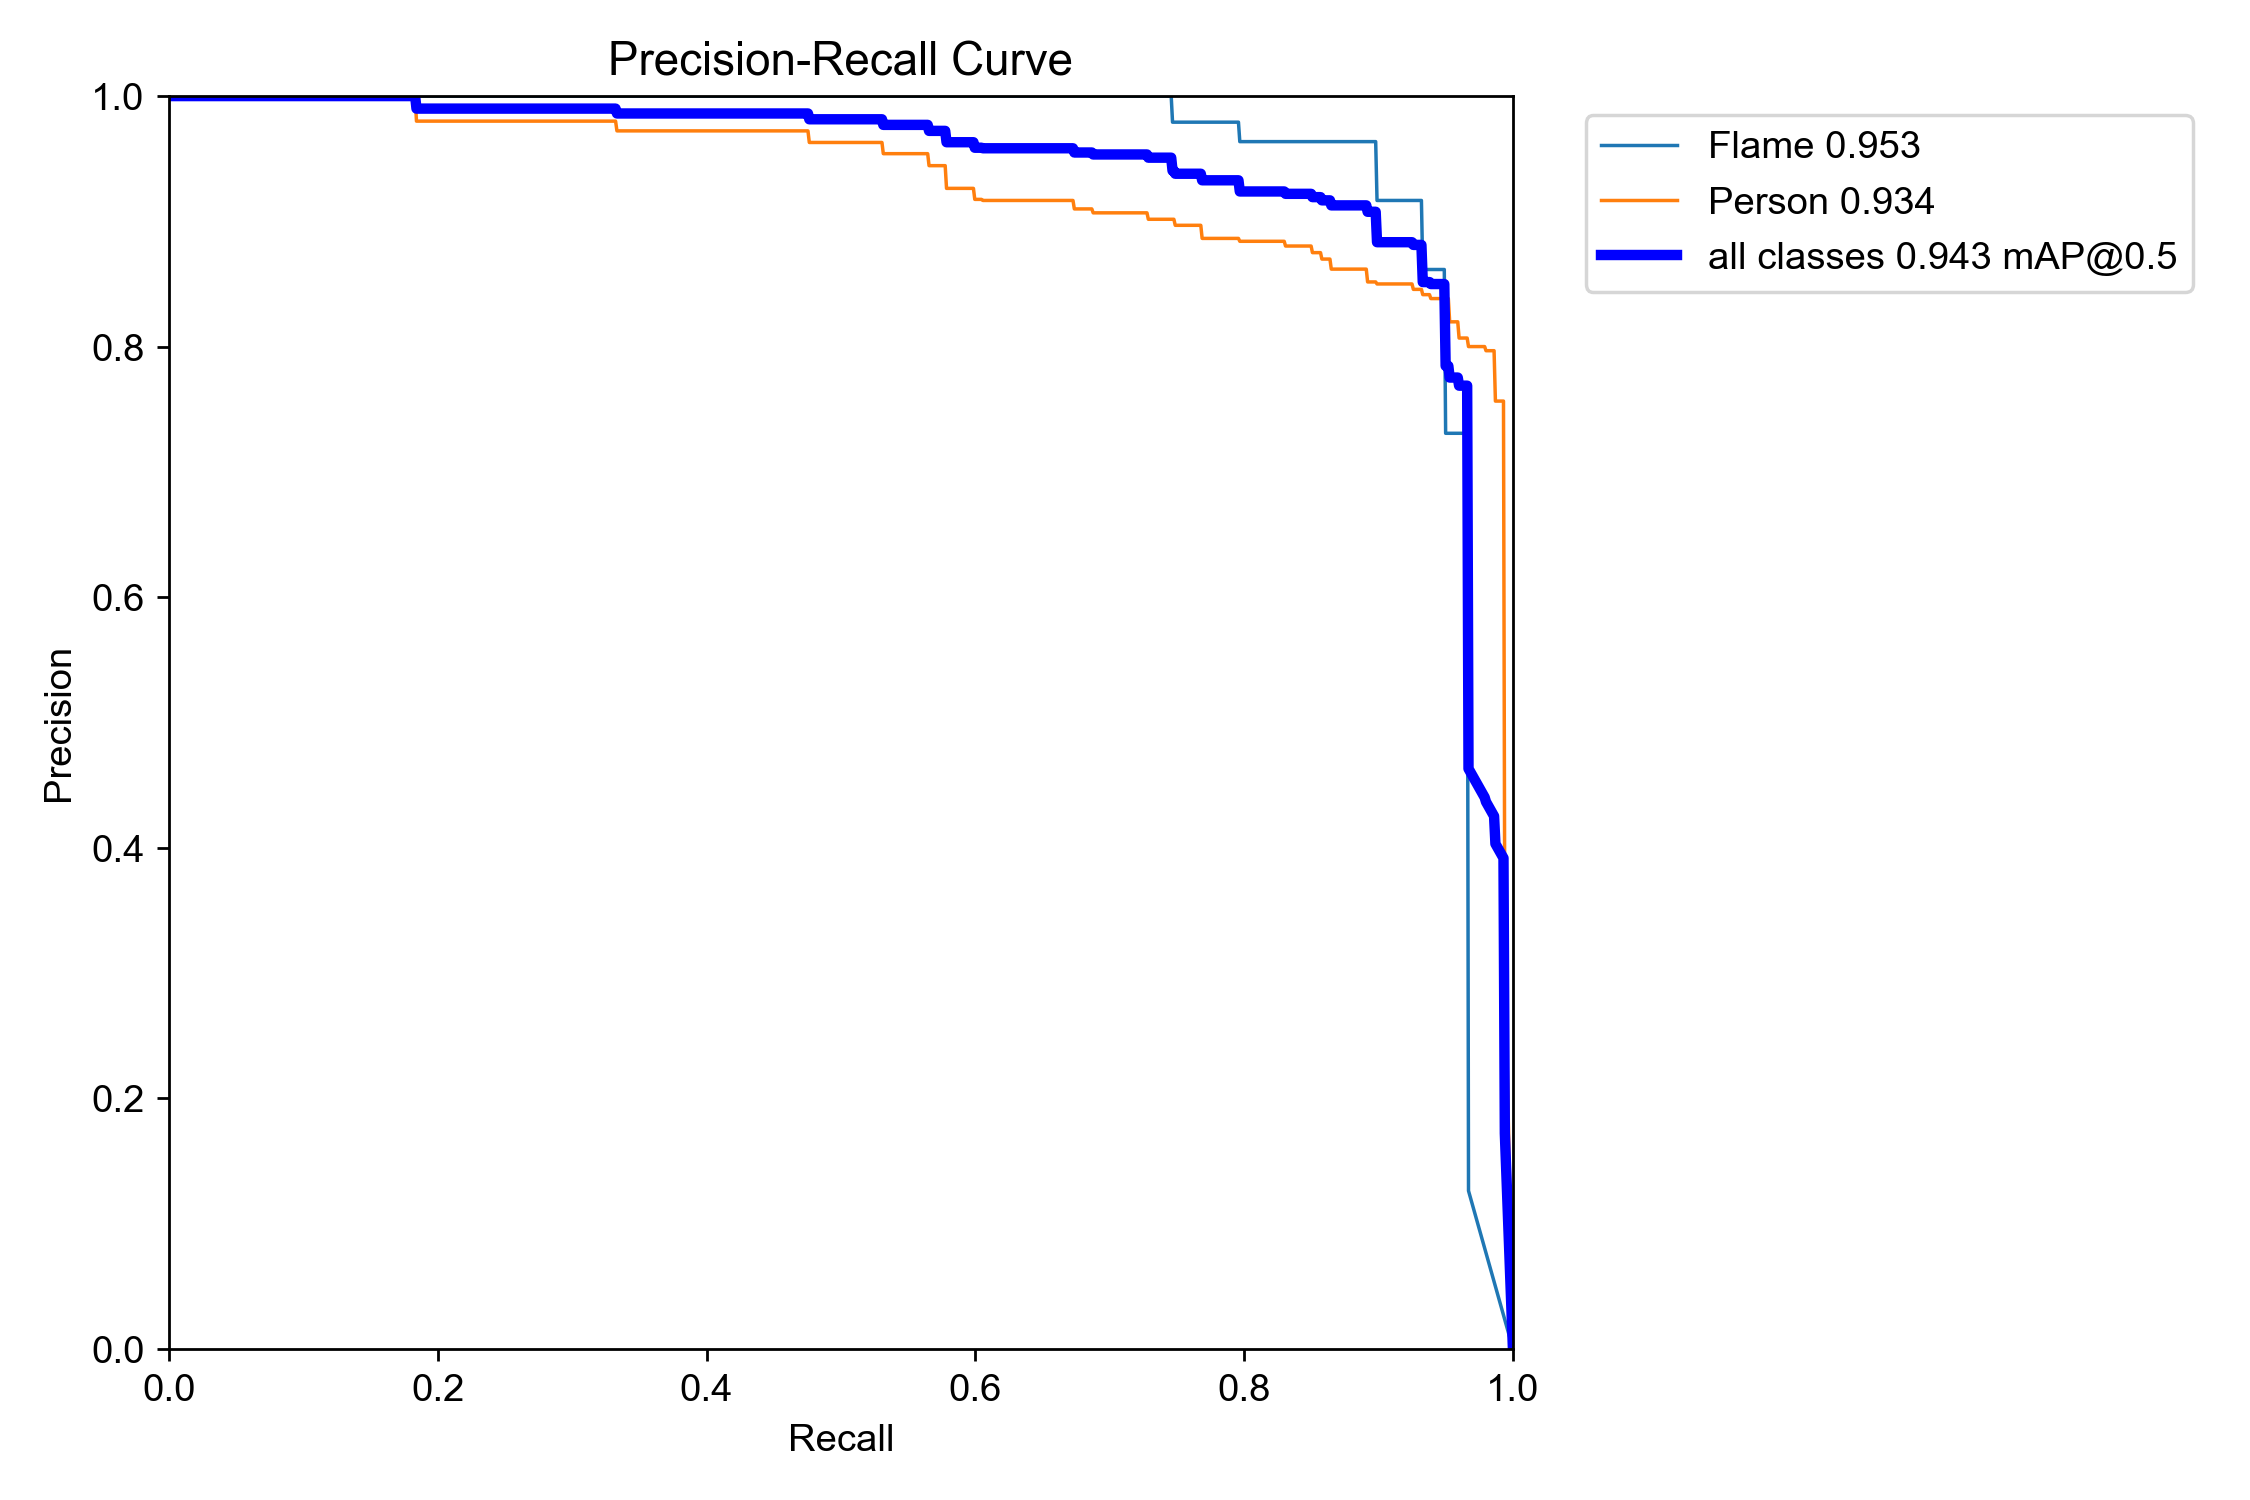 Precision-Recall Curve
1.0
0.8
0.6
0.4
0.2
0.0
Precision
0.0 0.2 0.4 0.6 0.8 1.0
Recall
Flame 0.953
Person 0.934
all classes 0.943 mAP@0.5